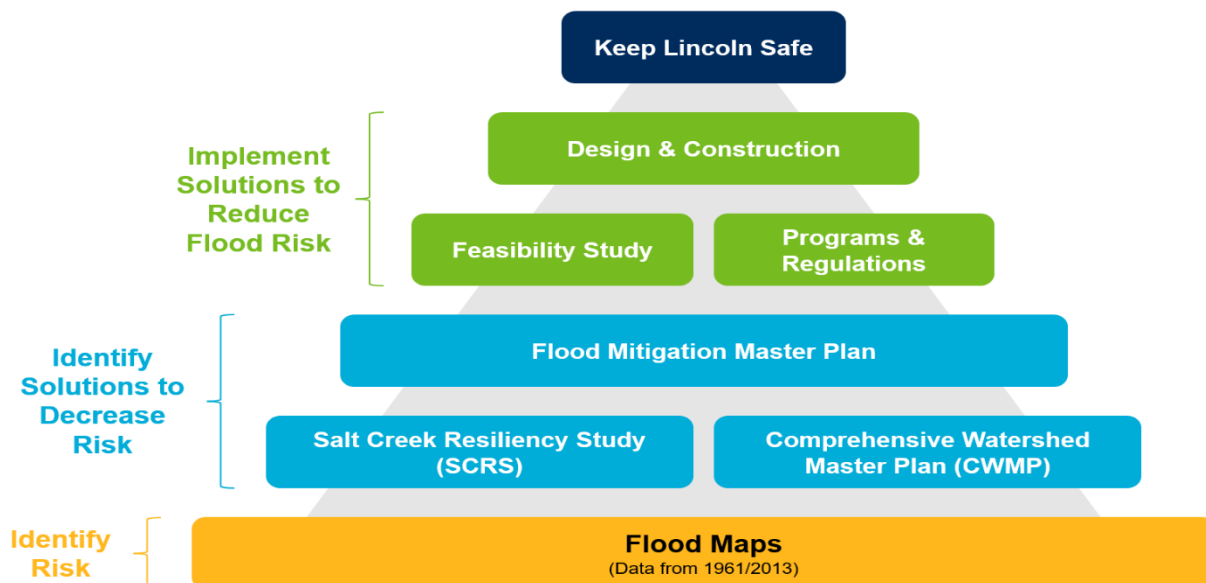 Keep Lincoln Safe
Implement
Solutions to
Reduce
Flood Risk
Design & Construction
Feasibility Study
Programs &
Regulations
Identify
Solutions to
Decrease
Risk
Flood Mitigation Master Plan
Salt Creek Resiliency Study
(SCRS)
Comprehensive Watershed
Master Plan (CWMP)
Identify
Risk
Flood Maps
(Data from 1961/2013)